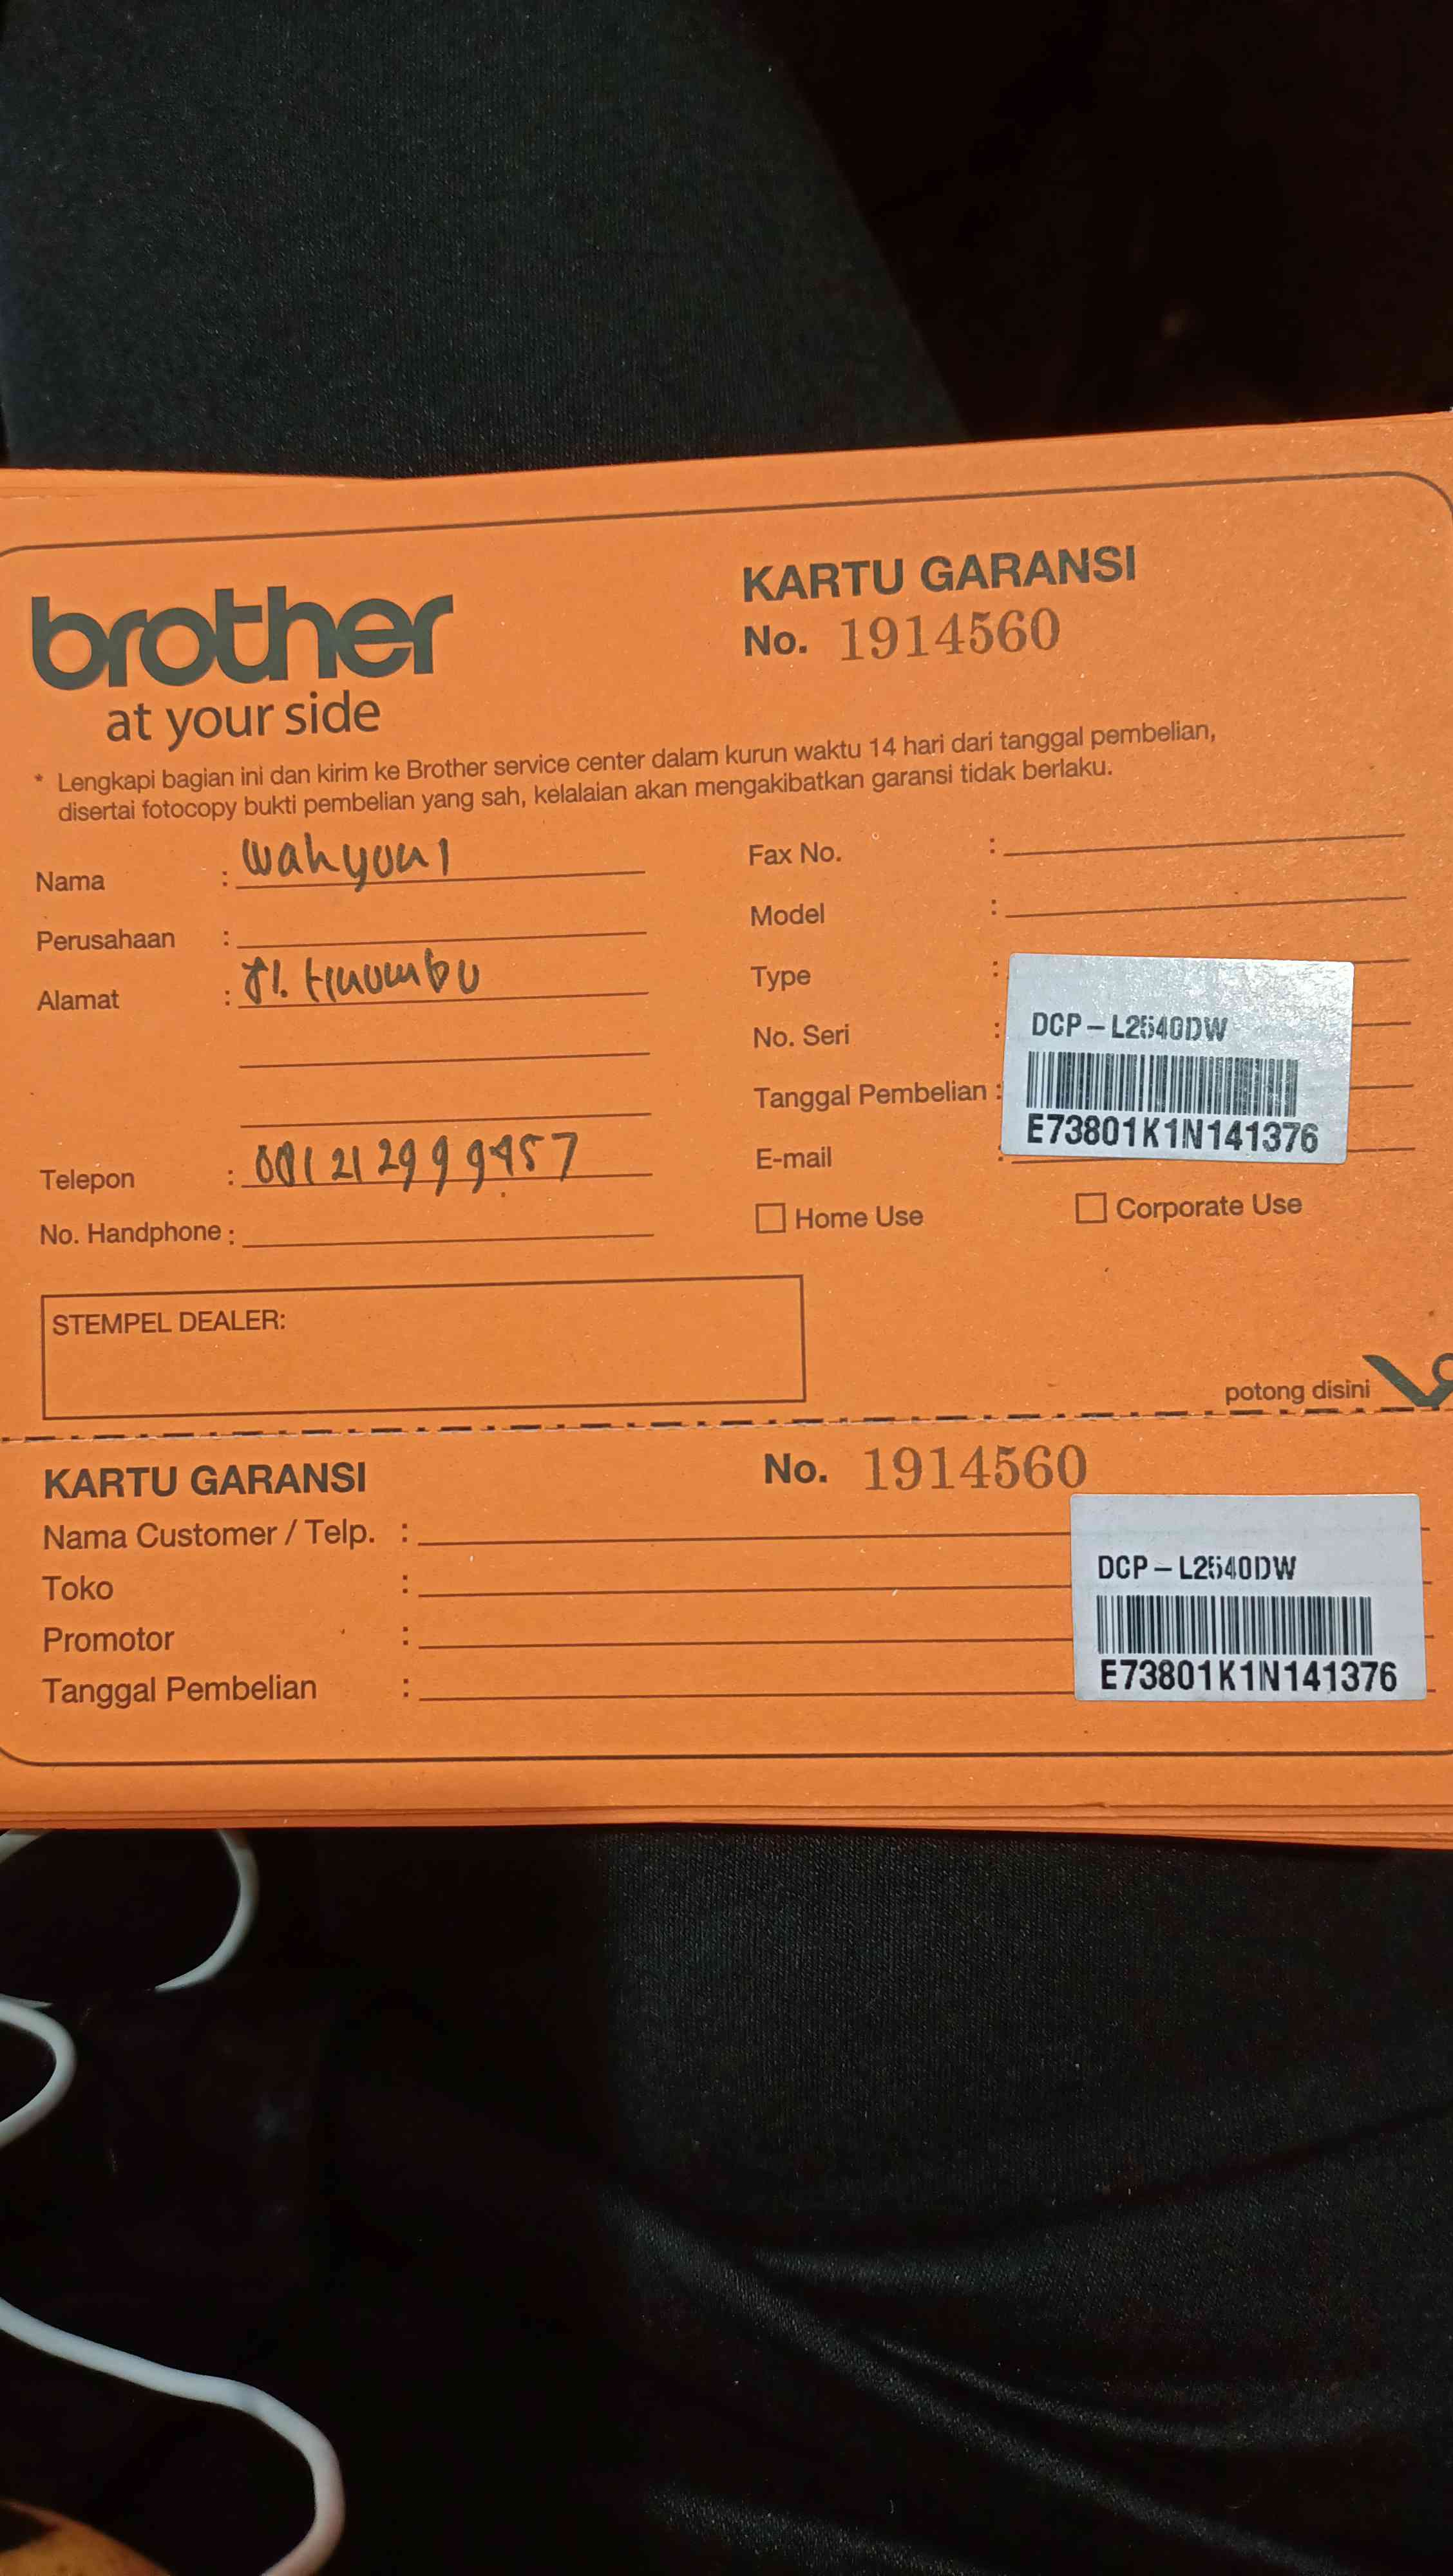 brother
at your side
KARTU GARANSI
No. 1914560
* Lengkapi bagian ini dan kirim ke Brother service center dalam kurun waktu 14 hari dari tanggal pembelian,
disertai fotocopy bukti pembelian yang sah, kelalaian akan mengakibatkan garansi tidak berlaku.
Nama : wahyuni
Perusahaan :
Alamat : Jl. tinombo
Telepon :
No. Handphone :
Fax No. :
Model :
Type :
No. Seri :
Tanggal Pembelian :
E-mail :
DCP-L2540DW
E73801K1N141376
Home Use
Corporate Use
STEMPEL DEALER:
potong disini
KARTU GARANSI
No. 1914560
Nama Customer / Telp. :
Toko :
Promotor :
Tanggal Pembelian :
DCP-L2540DW
E73801K1N141376